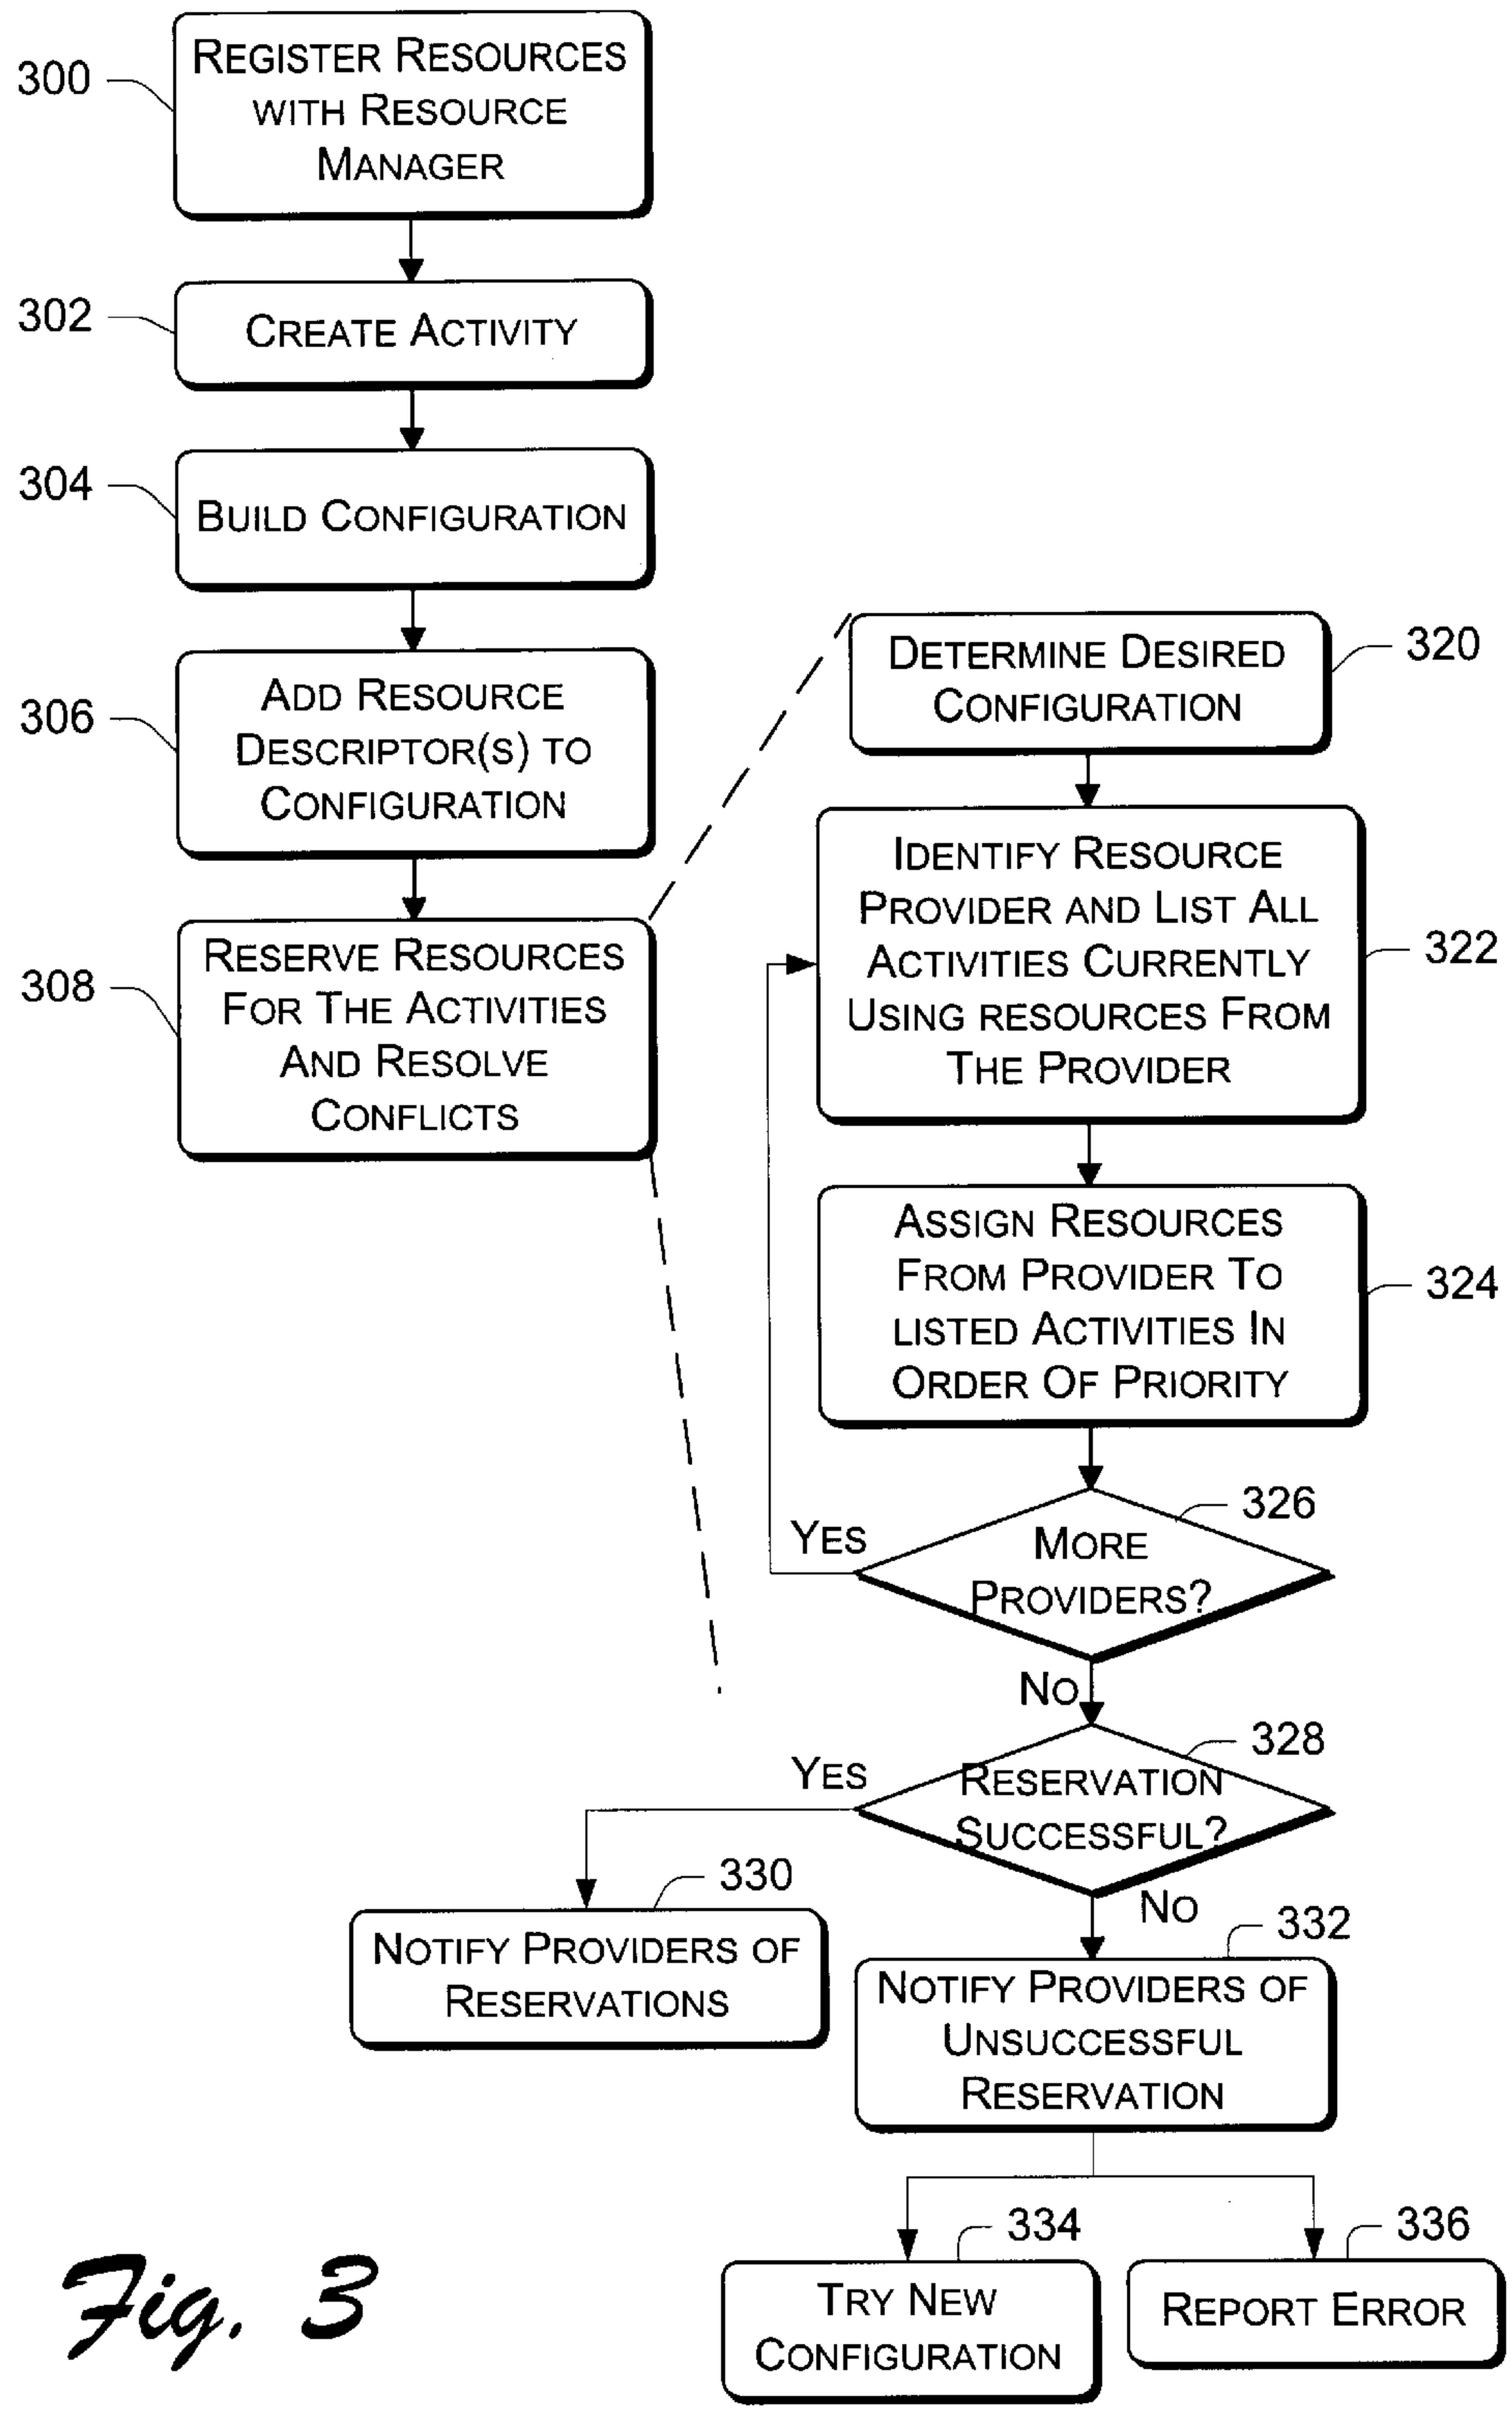 300
REGISTER RESOURCES
WITH RESOURCE
MANAGER
302
CREATE ACTIVITY
304
BUILD CONFIGURATION
306
ADD RESOURCE
DESCRIPTOR(S) TO
CONFIGURATION
308
RESERVE RESOURCES
FOR THE ACTIVITIES
AND RESOLVE
CONFLICTS
DETERMINE DESIRED
CONFIGURATION
320
IDENTIFY RESOURCE
PROVIDER AND LIST ALL
ACTIVITIES CURRENTLY
USING RESOURCES FROM
THE PROVIDER
322
ASSIGN RESOURCES
FROM PROVIDER TO
LISTED ACTIVITIES IN
ORDER OF PRIORITY
324
326
YES
MORE
PROVIDERS?
NO
328
YES
RESERVATION
SUCCESSFUL?
NO
330
NOTIFY PROVIDERS OF
RESERVATIONS
332
NOTIFY PROVIDERS OF
UNSUCCESSFUL
RESERVATION
334
TRY NEW
CONFIGURATION
336
REPORT ERROR
Fig. 3